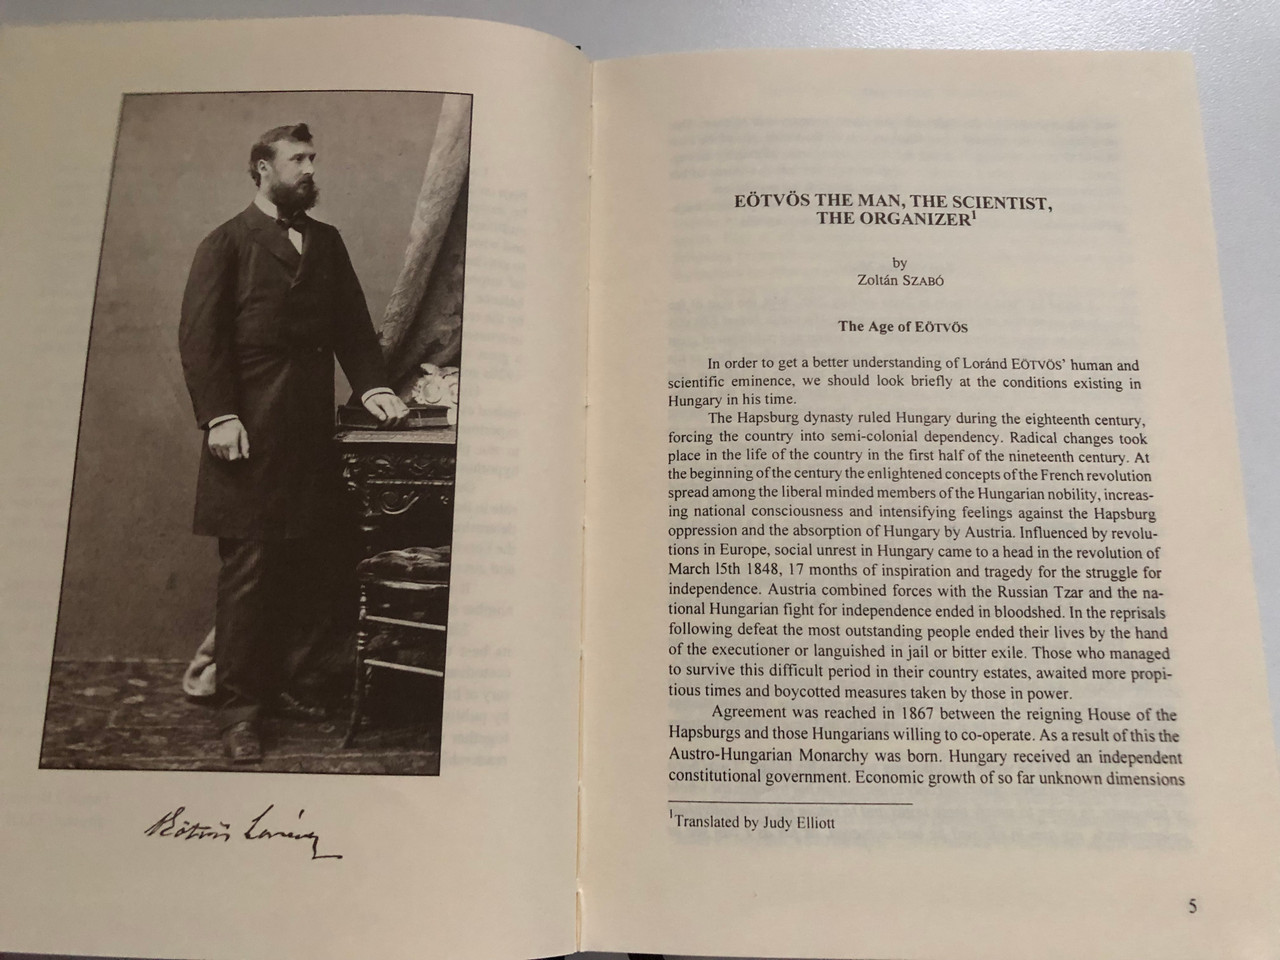 Eötvös Loránd
EÖTVÖS THE MAN, THE SCIENTIST,
THE ORGANIZER¹
by
Zoltán SZABÓ
The Age of EÖTVÖS
In order to get a better understanding of Loránd EÖTVÖS' human and
scientific eminence, we should look briefly at the conditions existing in
Hungary in his time.
The Hapsburg dynasty ruled Hungary during the eighteenth century,
forcing the country into semi-colonial dependency. Radical changes took
place in the life of the country in the first half of the nineteenth century. At
the beginning of the century the enlightened concepts of the French revolution
spread among the liberal minded members of the Hungarian nobility, increas-
ing national consciousness and intensifying feelings against the Hapsburg
oppression and the absorption of Hungary by Austria. Influenced by revolu-
tions in Europe, social unrest in Hungary came to a head in the revolution of
March 15th 1848, 17 months of inspiration and tragedy for the struggle for
independence. Austria combined forces with the Russian Tzar and the na-
tional Hungarian fight for independence ended in bloodshed. In the reprisals
following defeat the most outstanding people ended their lives by the hand
of the executioner or languished in jail or bitter exile. Those who managed
to survive this difficult period in their country estates, awaited more propi-
tious times and boycotted measures taken by those in power.
Agreement was reached in 1867 between the reigning House of the
Hapsburgs and those Hungarians willing to co-operate. As a result of this the
Austro-Hungarian Monarchy was born. Hungary received an independent
constitutional government. Economic growth of so far unknown dimensions
¹Translated by Judy Elliott
5